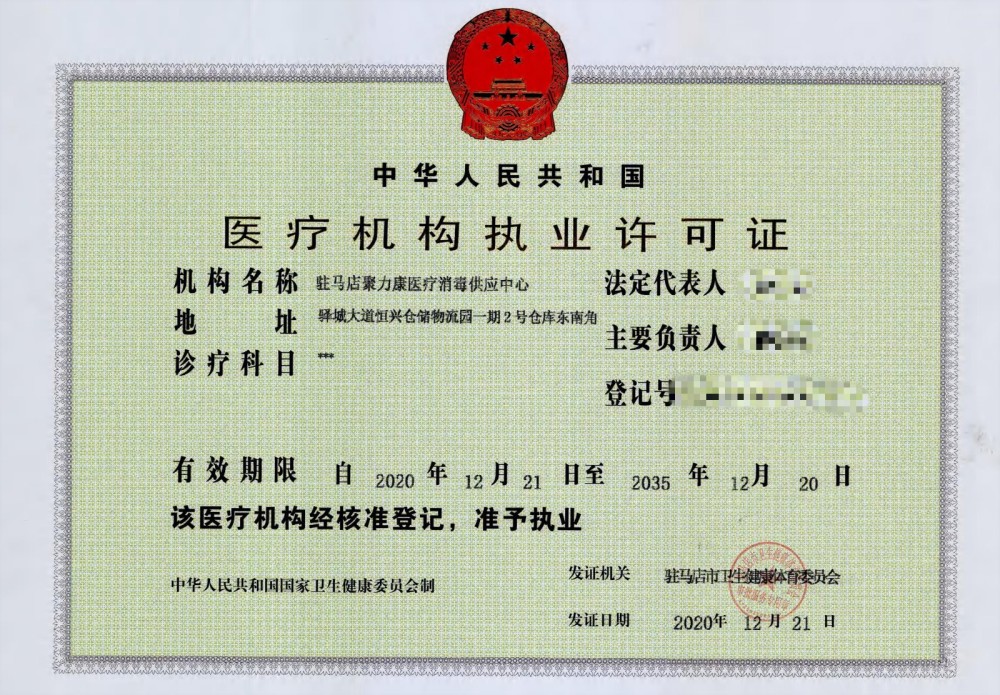 中华人民共和国
医疗机构执业许可证
机构名称 驻马店聚力康医疗消毒供应中心
法定代表人
地址 驿城大道恒兴仓储物流园一期2号仓库东南角
主要负责人
诊疗科目 ***
登记号
有效期限 自 2020 年 12 月 21 日至 2035 年 12 月 20 日
该医疗机构经核准登记，准予执业
中华人民共和国国家卫生健康委员会制
发证机关 驻马店市卫生健康体育委员会
发证日期 2020年 12 月 21 日